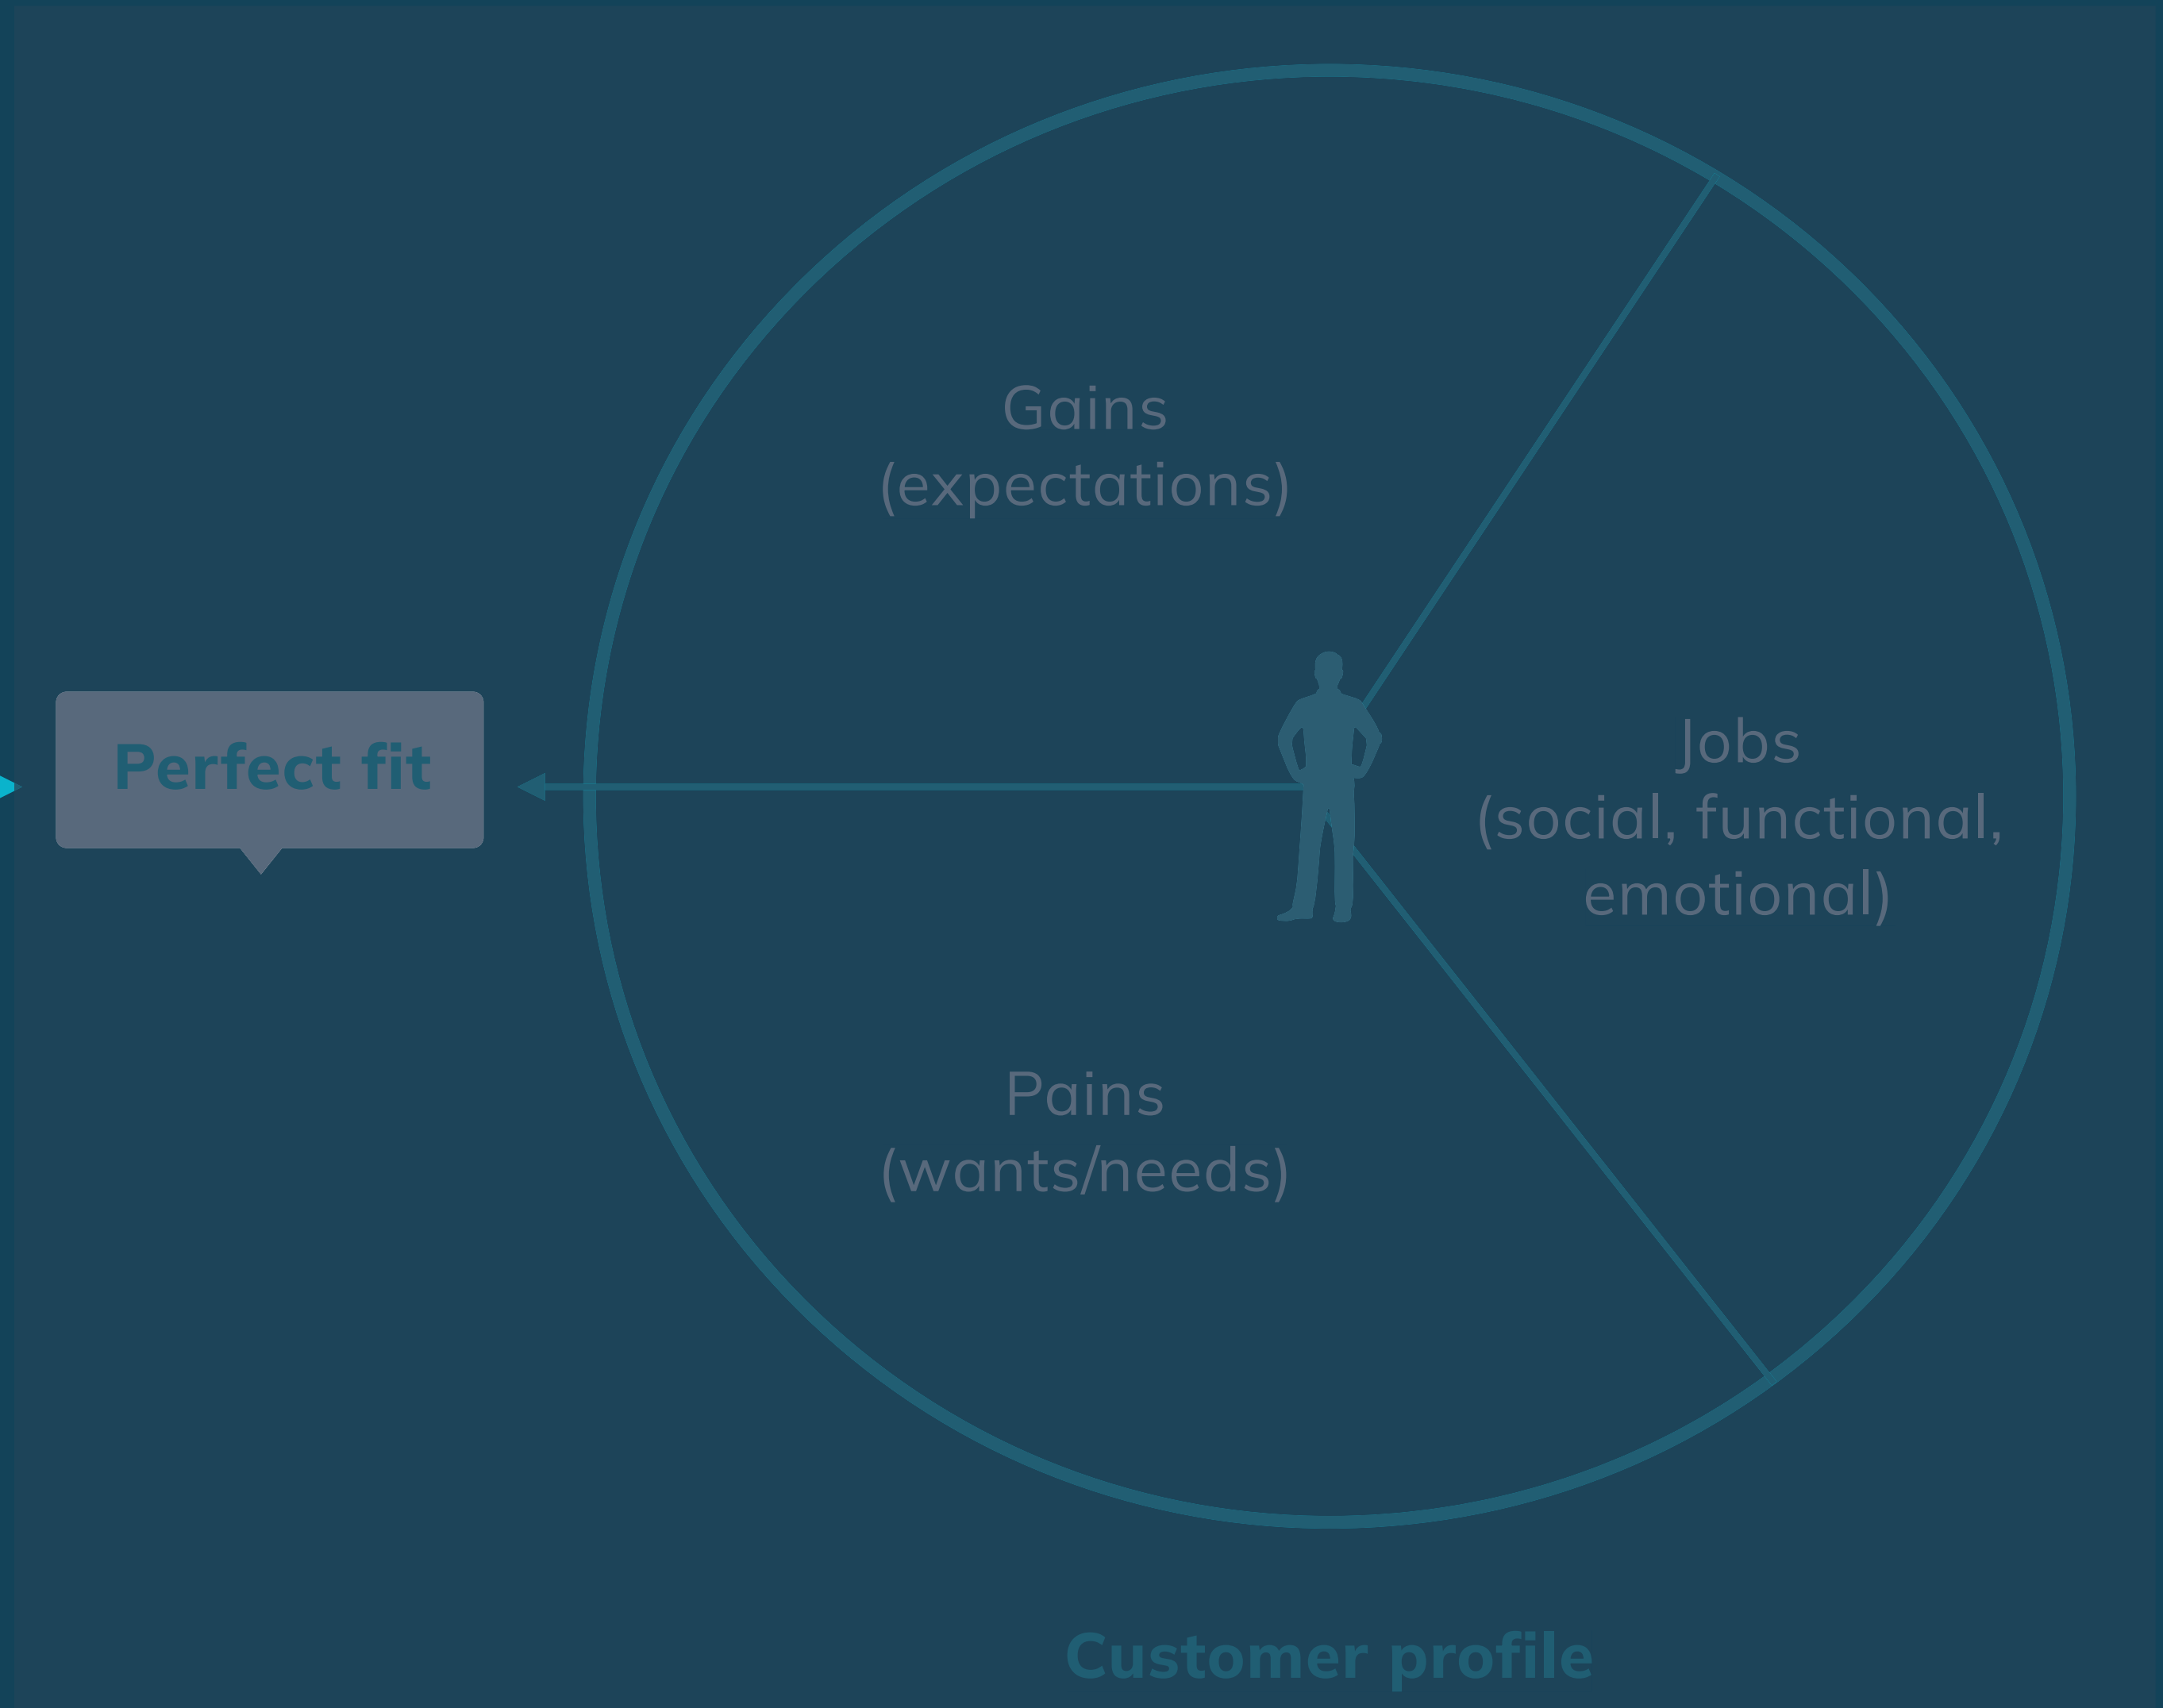 Gains
(expectations)
Perfect fit
Jobs
(social, functional,
emotional)
Pains
(wants/needs)
Customer profile